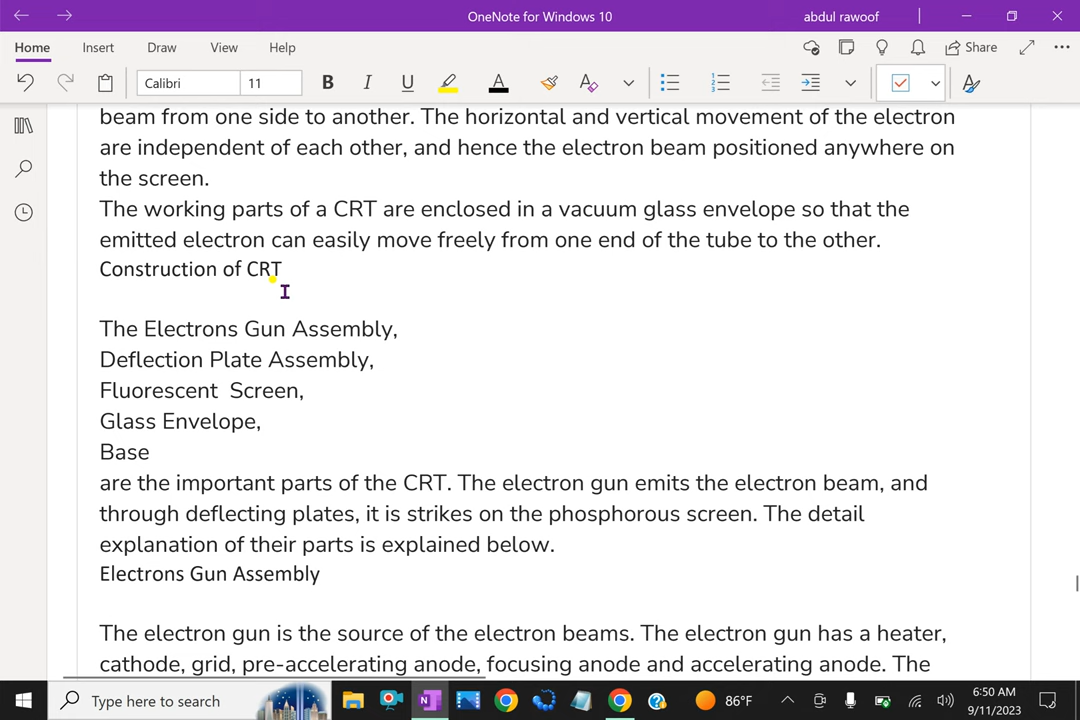 OneNote for Windows 10
abdul rawoof
Home Insert Draw View Help
Share
Calibri 11 B I U A A
beam from one side to another. The horizontal and vertical movement of the electron
are independent of each other, and hence the electron beam positioned anywhere on
the screen.
The working parts of a CRT are enclosed in a vacuum glass envelope so that the
emitted electron can easily move freely from one end of the tube to the other.
Construction of CRT
The Electrons Gun Assembly,
Deflection Plate Assembly,
Fluorescent  Screen,
Glass Envelope,
Base
are the important parts of the CRT. The electron gun emits the electron beam, and
through deflecting plates, it is strikes on the phosphorous screen. The detail
explanation of their parts is explained below.
Electrons Gun Assembly
The electron gun is the source of the electron beams. The electron gun has a heater,
cathode, grid, pre-accelerating anode, focusing anode and accelerating anode. The
Type here to search
86°F
6:50 AM
9/11/2023